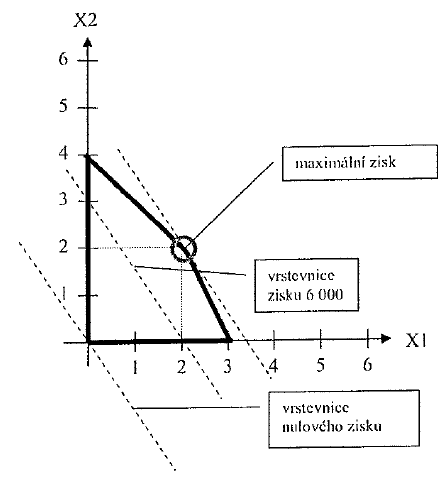 X2
6
5
4
3
2
1
1
2
3
4
5
6
X1
maximální zisk
vrstevnice
zisku 6 000
vrstevnice
nulového zisku